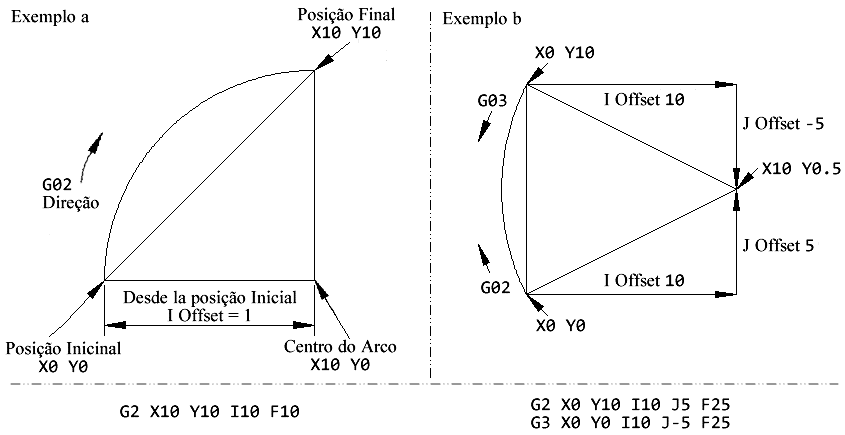 Exemplo a
Posição Final
X10 Y10
G02
Direção
Desde la posição Inicial
I Offset = 1
Posição Inicinal
X0 Y0
Centro do Arco
X10 Y0
G2 X10 Y10 I10 F10
Exemplo b
X0 Y10
G03
I Offset 10
J Offset -5
X10 Y0.5
J Offset 5
G02
I Offset 10
X0 Y0
G2 X0 Y10 I10 J5 F25
G3 X0 Y0 I10 J-5 F25